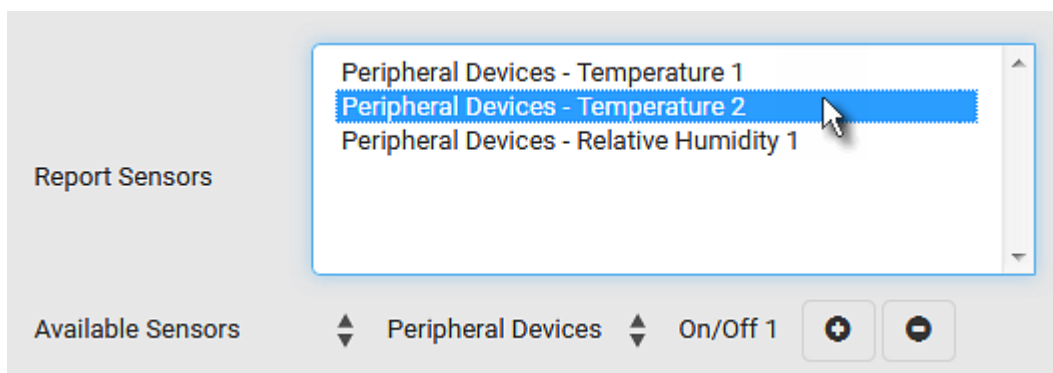 Peripheral Devices - Temperature 1
Peripheral Devices - Temperature 2
Peripheral Devices - Relative Humidity 1
Report Sensors
Available Sensors Peripheral Devices On/Off 1